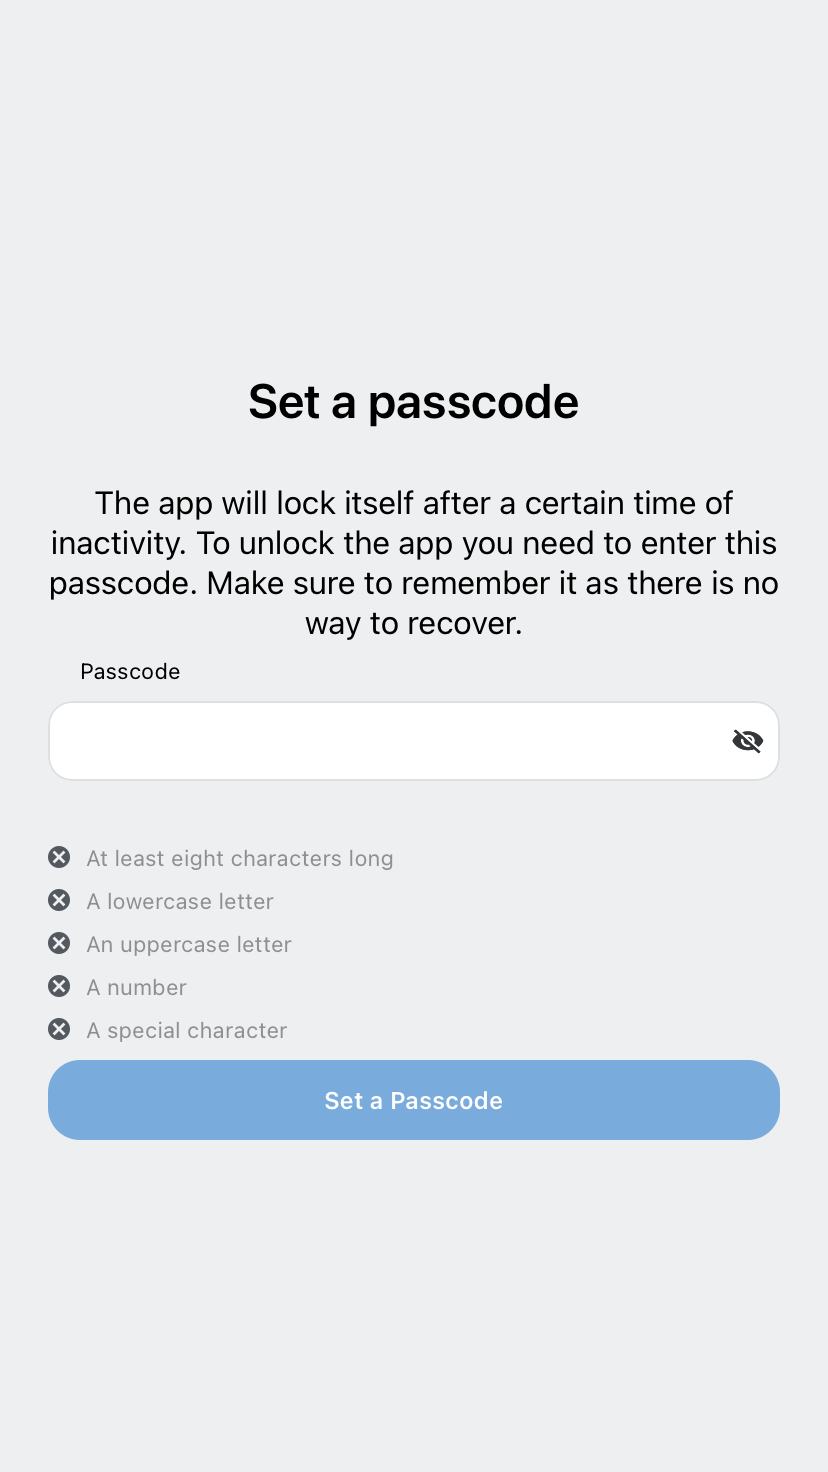 Set a passcode
The app will lock itself after a certain time of
inactivity. To unlock the app you need to enter this
passcode. Make sure to remember it as there is no
way to recover.
Passcode
At least eight characters long
A lowercase letter
An uppercase letter
A number
A special character
Set a Passcode